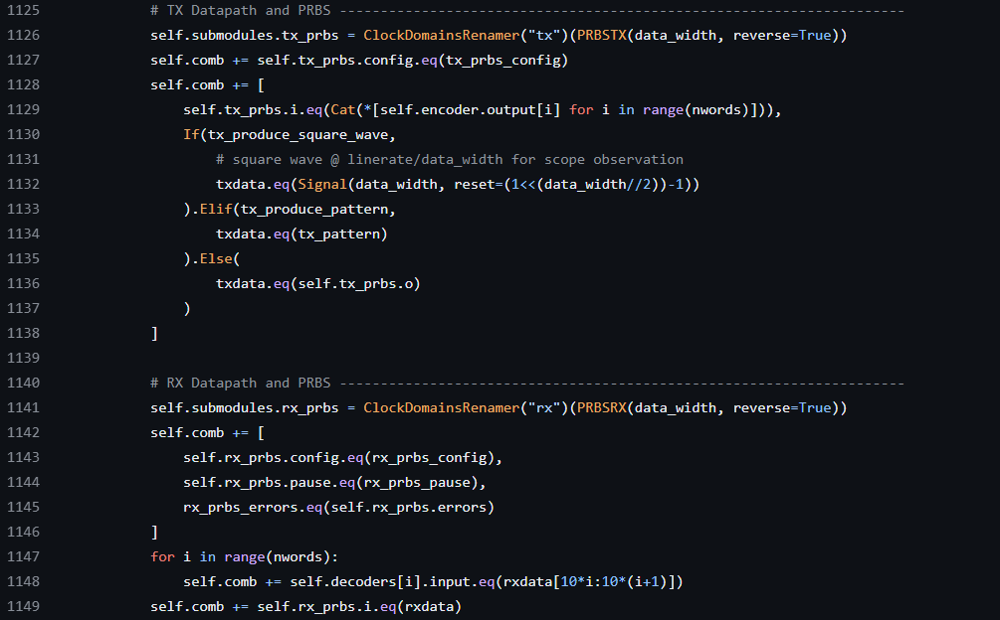 1125 # TX Datapath and PRBS ---------------------------------------------------------------------
1126 self.submodules.tx_prbs = ClockDomainsRenamer("tx")(PRBSTX(data_width, reverse=True))
1127 self.comb += self.tx_prbs.config.eq(tx_prbs_config)
1128 self.comb += [
1129     self.tx_prbs.i.eq(Cat(*[self.encoder.output[i] for i in range(nwords)])),
1130     If(tx_produce_square_wave,
1131         # square wave @ linerate/data_width for scope observation
1132         txdata.eq(Signal(data_width, reset=(1<<(data_width//2))-1))
1133     ).Elif(tx_produce_pattern,
1134         txdata.eq(tx_pattern)
1135     ).Else(
1136         txdata.eq(self.tx_prbs.o)
1137     )
1138 ]
1139
1140 # RX Datapath and PRBS ---------------------------------------------------------------------
1141 self.submodules.rx_prbs = ClockDomainsRenamer("rx")(PRBSRX(data_width, reverse=True))
1142 self.comb += [
1143     self.rx_prbs.config.eq(rx_prbs_config),
1144     self.rx_prbs.pause.eq(rx_prbs_pause),
1145     rx_prbs_errors.eq(self.rx_prbs.errors)
1146 ]
1147 for i in range(nwords):
1148     self.comb += self.decoders[i].input.eq(rxdata[10*i:10*(i+1)])
1149 self.comb += self.rx_prbs.i.eq(rxdata)